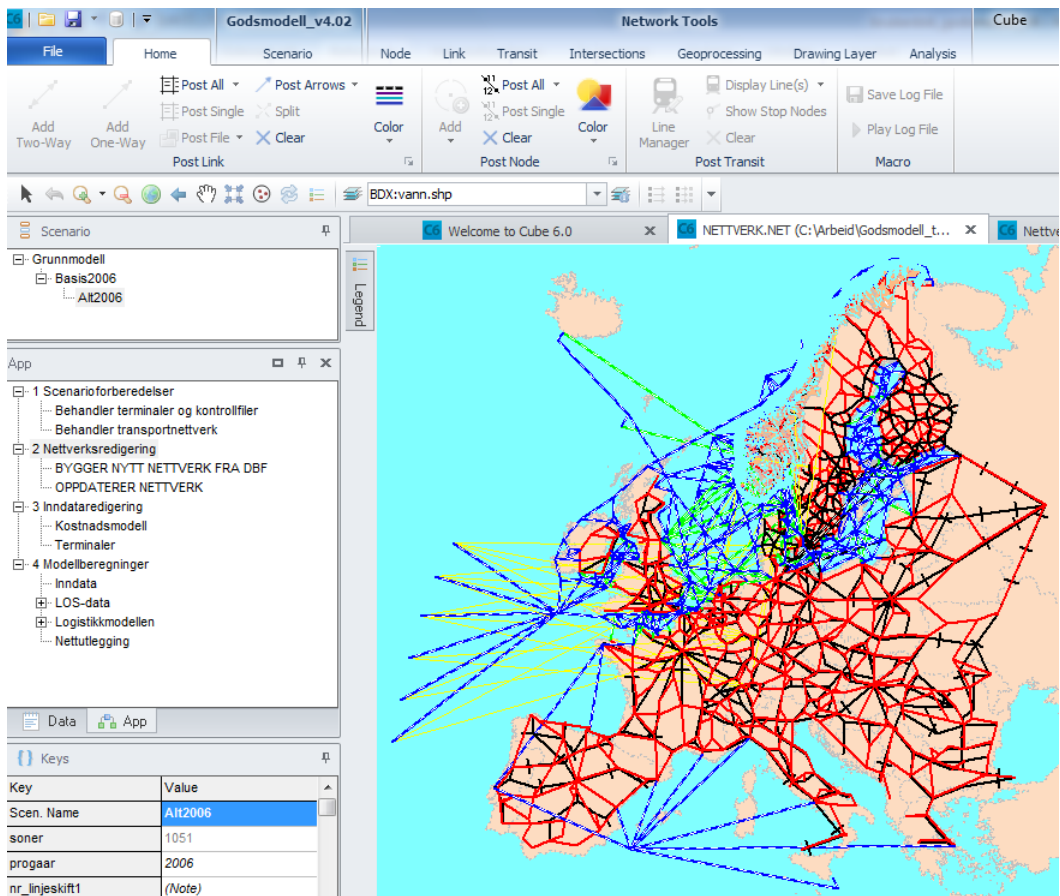 C6 Godsmodell_v4.02 Network Tools Cube
File Home Scenario Node Link Transit Intersections Geoprocessing Drawing Layer Analysis
Add Two-Way
Add One-Way
Post All
Post Single
Post File
Post Arrows
Split
Clear
Color
Post Link
Add
Post All
Post Single
Clear
Color
Post Node
Line Manager
Display Line(s)
Show Stop Nodes
Clear
Post Transit
Save Log File
Play Log File
Macro
BDX:vann.shp
Scenario
Grunnmodell
Basis2006
Alt2006
C6 Welcome to Cube 6.0
C6 NETTVERK.NET (C:\Arbeid\Godsmodell_t...
C6 Nettve
Legend
App
1 Scenarioforberedelser
Behandler terminaler og kontrollfiler
Behandler transportnettverk
2 Nettverksredigering
BYGGER NYTT NETTVERK FRA DBF
OPPDATERER NETTVERK
3 Inndataredigering
Kostnadsmodell
Terminaler
4 Modellberegninger
Inndata
LOS-data
Logistikkmodellen
Nettutlegging
Data App
Keys
Key Value
Scen. Name Alt2006
soner 1051
progaar 2006
nr_linjeskift1 (Note)